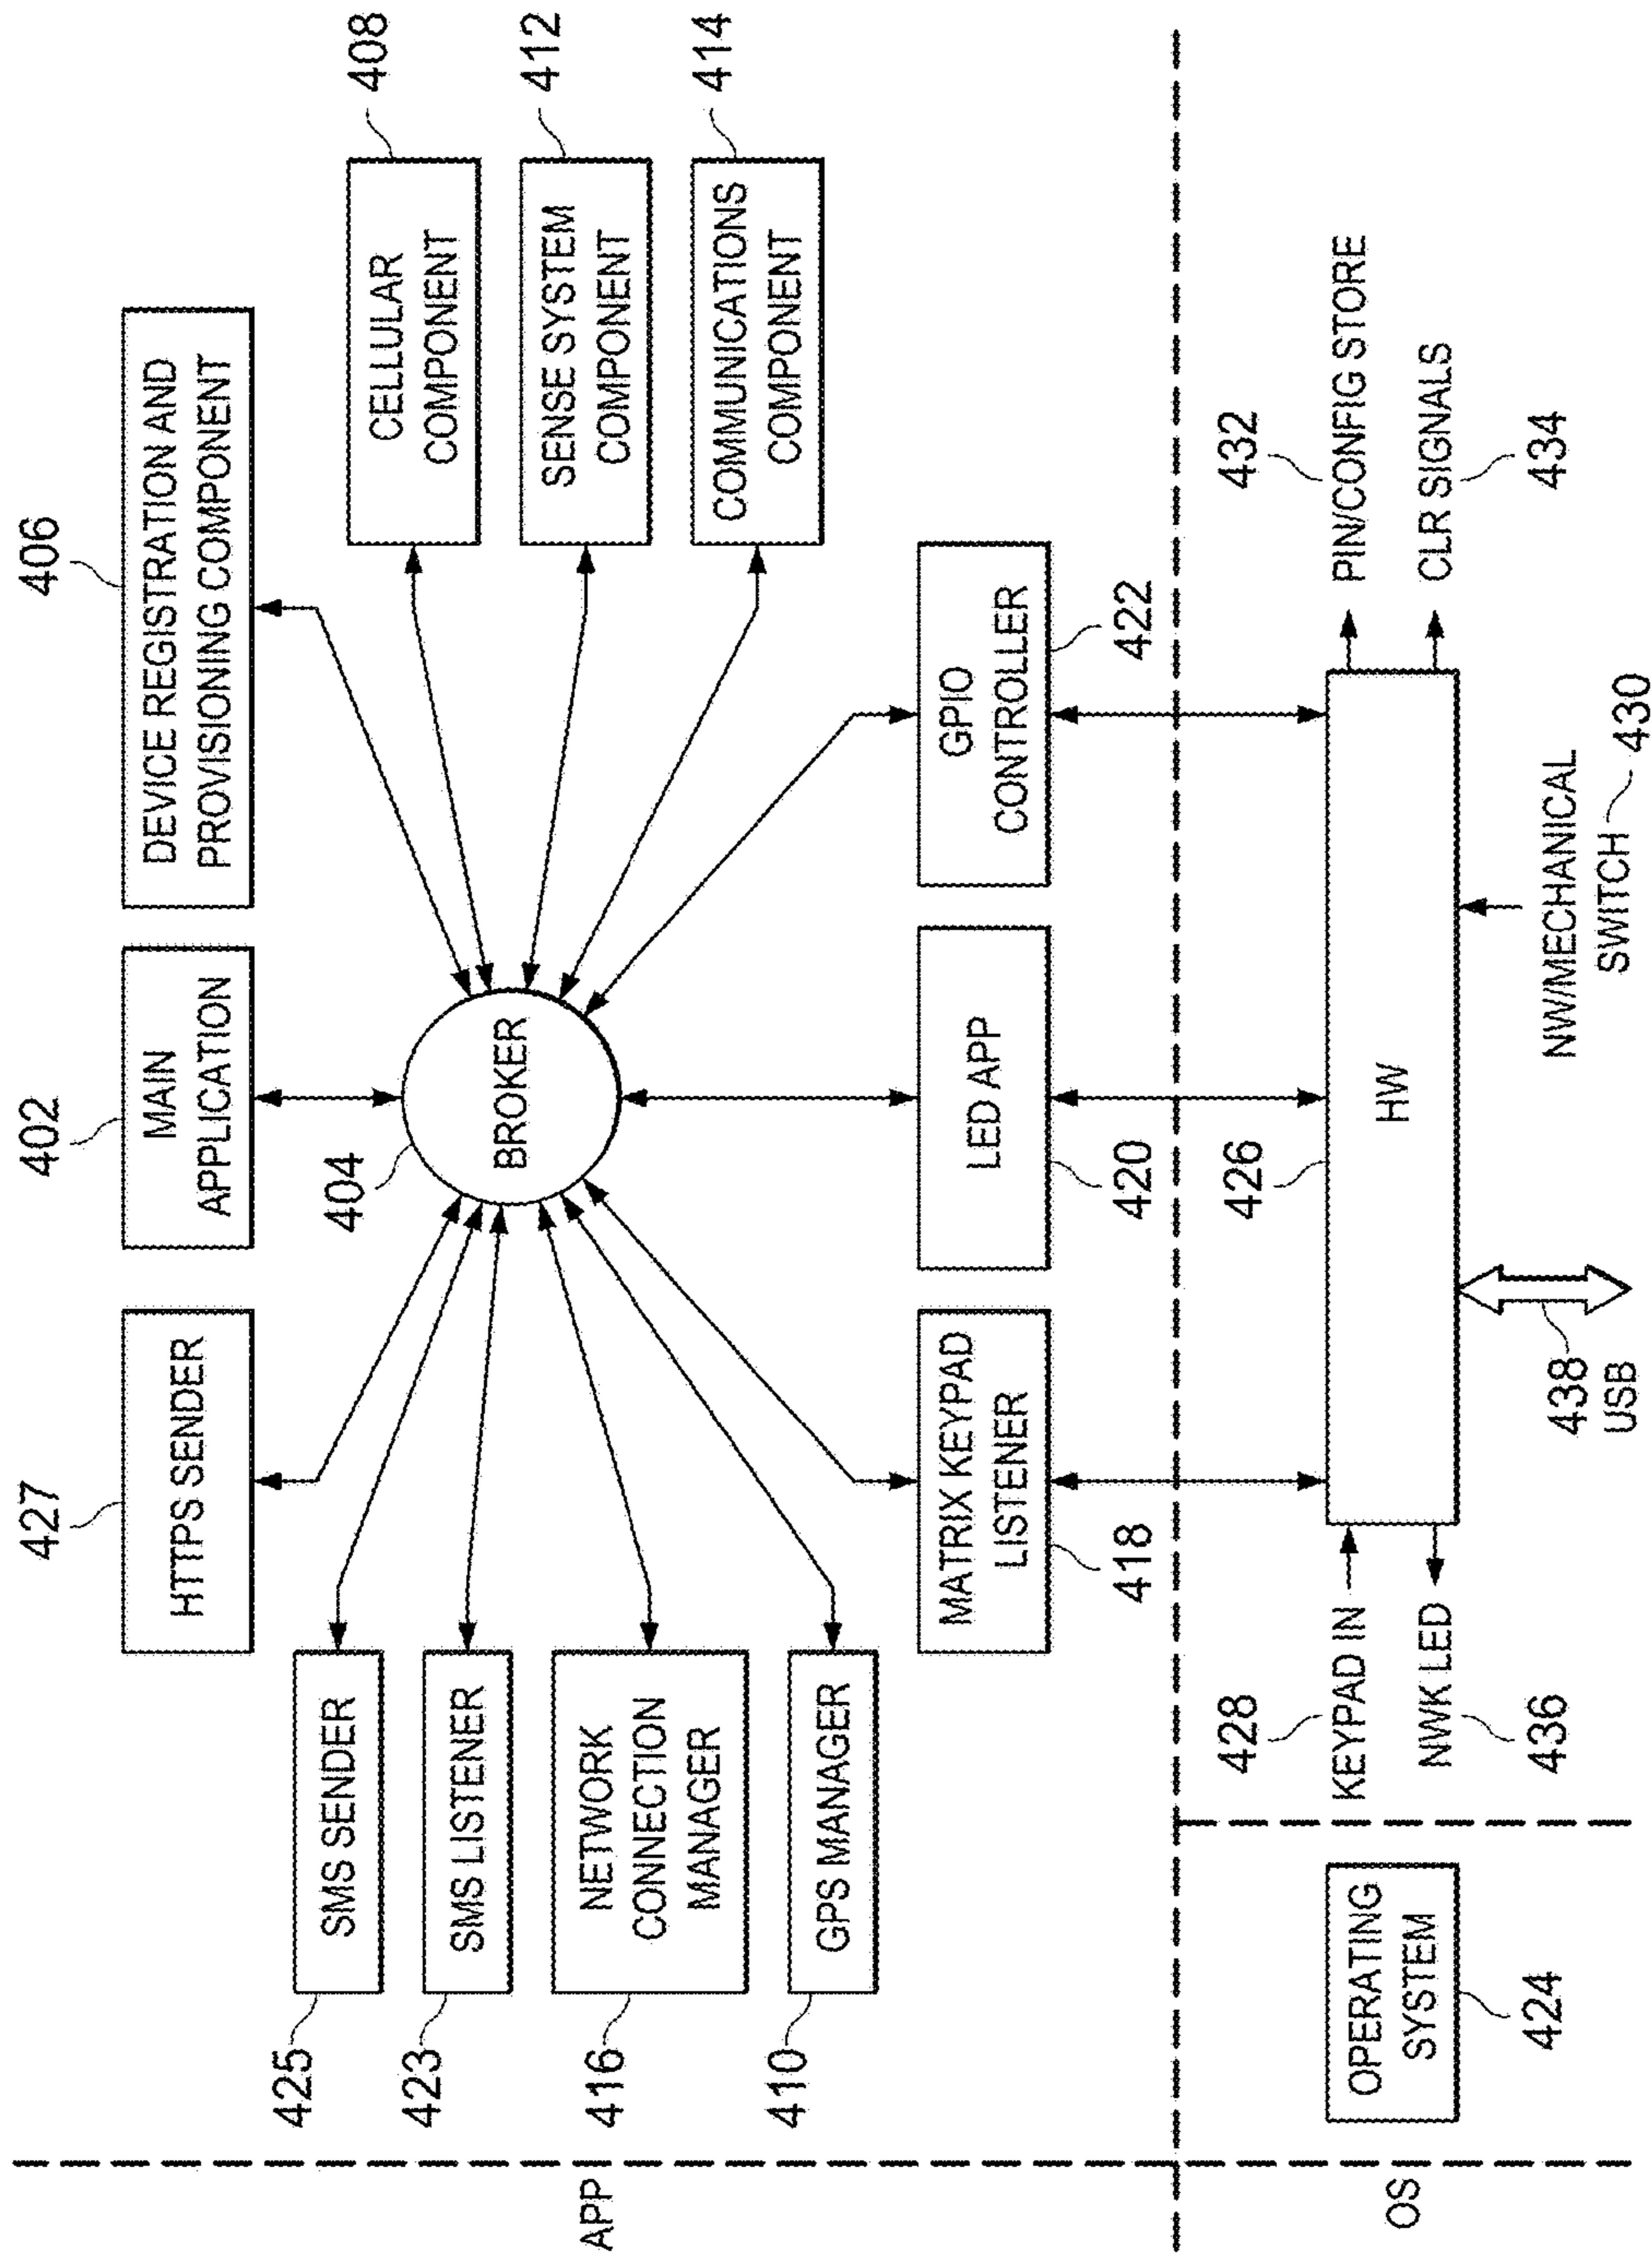 406
402
427
DEVICE REGISTRATION AND
PROVISIONING COMPONENT
MAIN
APPLICATION
HTTPS SENDER
408
CELLULAR
COMPONENT
412
SENSE SYSTEM
COMPONENT
414
COMMUNICATIONS
COMPONENT
404
BROKER
425
SMS SENDER
423
SMS LISTENER
416
NETWORK
CONNECTION
MANAGER
410
GPS MANAGER
APP
MATRIX KEYPAD
LISTENER
418
LED APP
420
GPIO
CONTROLLER
422
OS
OPERATING
SYSTEM
424
428
KEYPAD IN
NWK LED
436
426
HW
432
PIN/CONFIG STORE
CLR SIGNALS
434
438
USB
NW/MECHANICAL
SWITCH
430